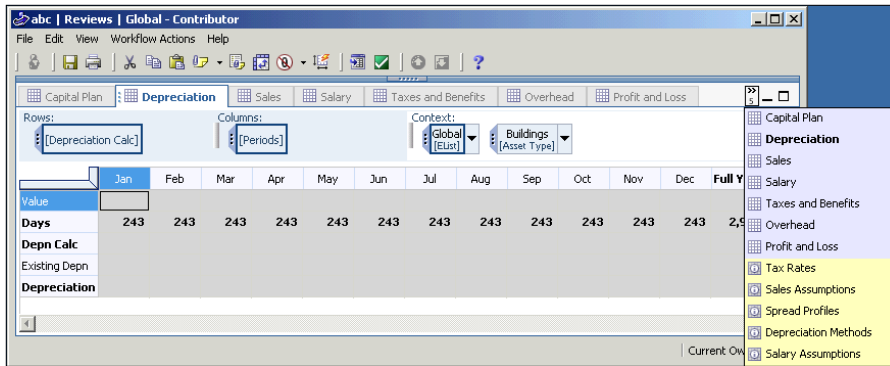 abc | Reviews | Global - Contributor
File Edit View Workflow Actions Help
Capital Plan Depreciation Sales Salary Taxes and Benefits Overhead Profit and Loss 5
Rows: Columns: Context:
[Depreciation Calc] [Periods] Global [EList] Buildings [Asset Type]
Jan Feb Mar Apr May Jun Jul Aug Sep Oct Nov Dec Full Y
Value
Days 243 243 243 243 243 243 243 243 243 243 243 243 2,9
Depn Calc
Existing Depn
Depreciation
Current Ow
Capital Plan
Depreciation
Sales
Salary
Taxes and Benefits
Overhead
Profit and Loss
Tax Rates
Sales Assumptions
Spread Profiles
Depreciation Methods
Salary Assumptions